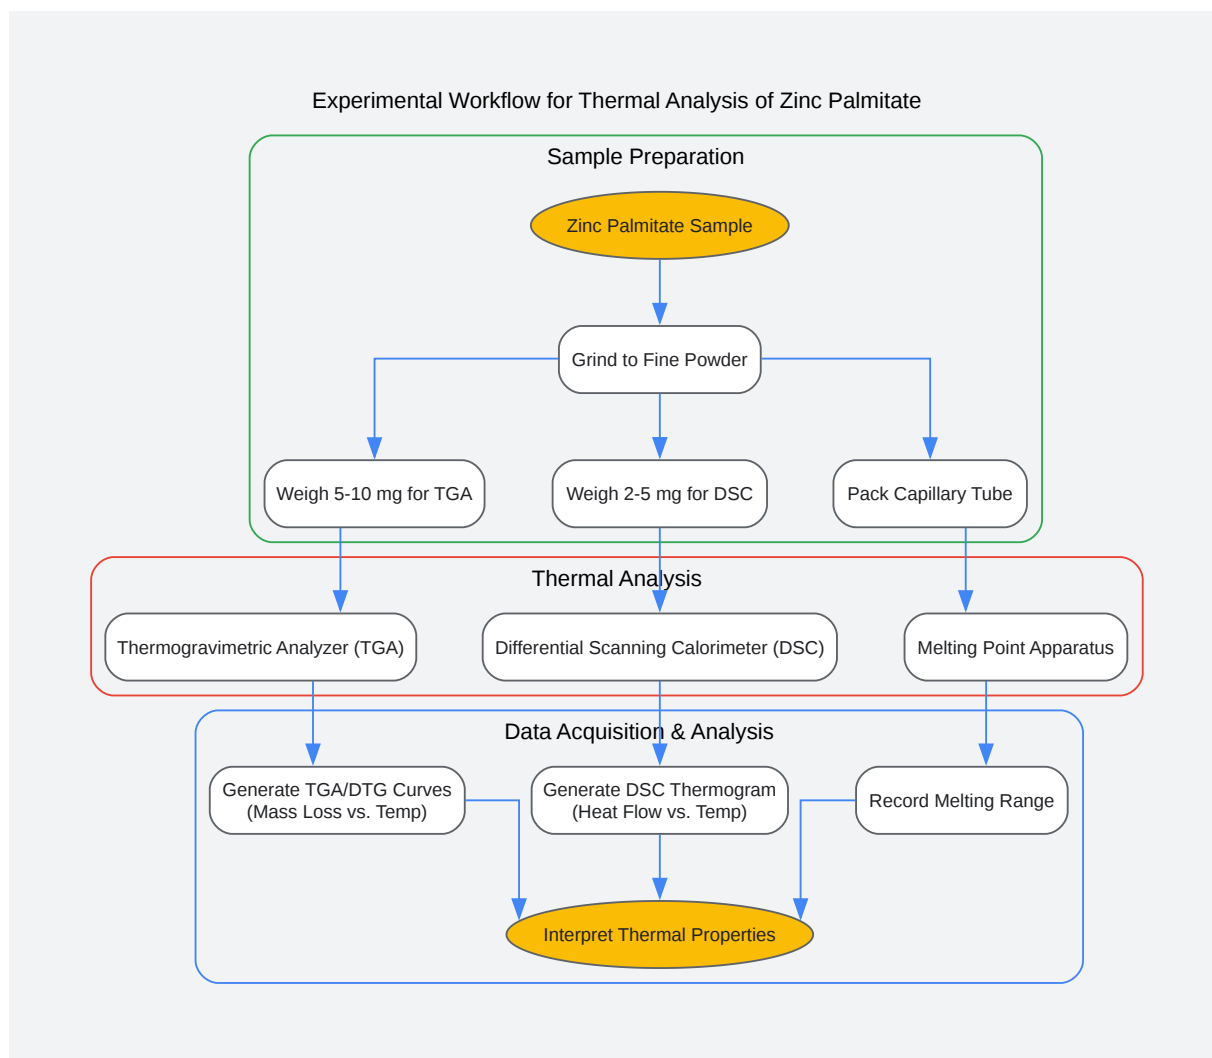 Experimental Workflow for Thermal Analysis of Zinc Palmitate
Sample Preparation
Zinc Palmitate Sample
Grind to Fine Powder
Weigh 5-10 mg for TGA
Weigh 2-5 mg for DSC
Pack Capillary Tube
Thermal Analysis
Thermogravimetric Analyzer (TGA)
Differential Scanning Calorimeter (DSC)
Melting Point Apparatus
Data Acquisition & Analysis
Generate TGA/DTG Curves
(Mass Loss vs. Temp)
Generate DSC Thermogram
(Heat Flow vs. Temp)
Record Melting Range
Interpret Thermal Properties